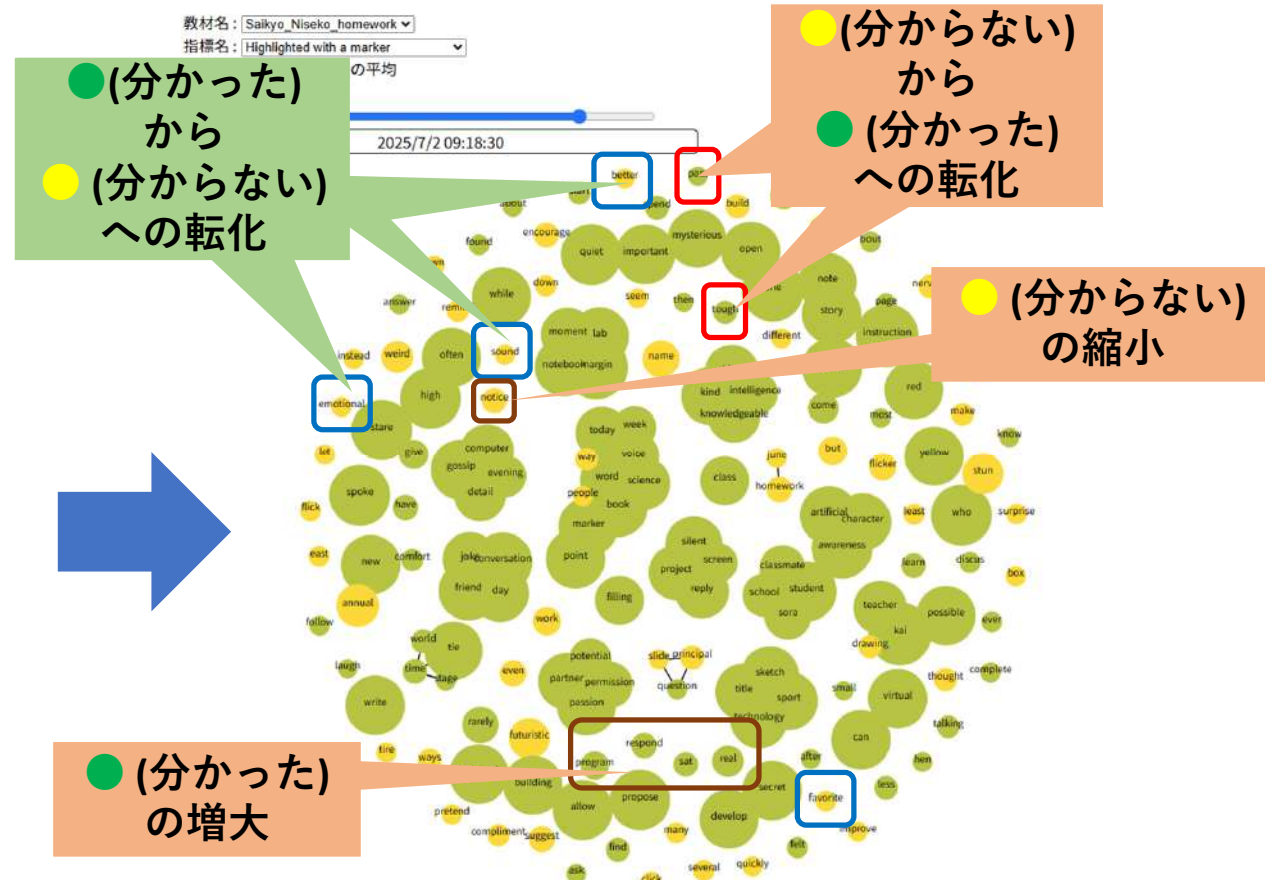 教材名: Saikyo_Niseko_homework
指標名: Highlighted with a marker
の平均
2025/7/2 09:18:30
(分かった)
から
(分からない)
への転化
(分からない)
から
(分かった)
への転化
(分からない)
の縮小
(分かった)
の増大
better
about
build
encourage
found
quiet
important
mysterious
open
bout
down
while
seem
then
note
answer
tough
story
page
moment
lab
different
instruction
instead
weird
often
sound
notebook
margin
name
emotional
high
notice
kind
intelligence
red
knowledgeable
come
most
make
stare
today
week
know
let
give
computer
way
voice
june
but
yellow
gossip
evening
word
science
class
homework
flicker
stun
spoke
have
detail
people
book
flick
marker
artificial
character
least
who
surprise
east
new
comfort
joke
conversation
point
silent
screen
awareness
classmate
learn
discus
project
reply
friend
day
filling
school
student
box
annual
sora
teacher
possible
follow
work
kai
ever
world
tie
drawing
laugh
time
stage
even
potential
slide
principal
sketch
thought
complete
partner
permission
question
title
sport
small
virtual
write
passion
technology
rarely
talking
futuristic
respond
can
tire
ways
program
sat
real
after
hen
building
propose
secret
less
pretend
allow
develop
favorite
compliment
suggest
many
improve
find
felt
ask
several
quickly
click